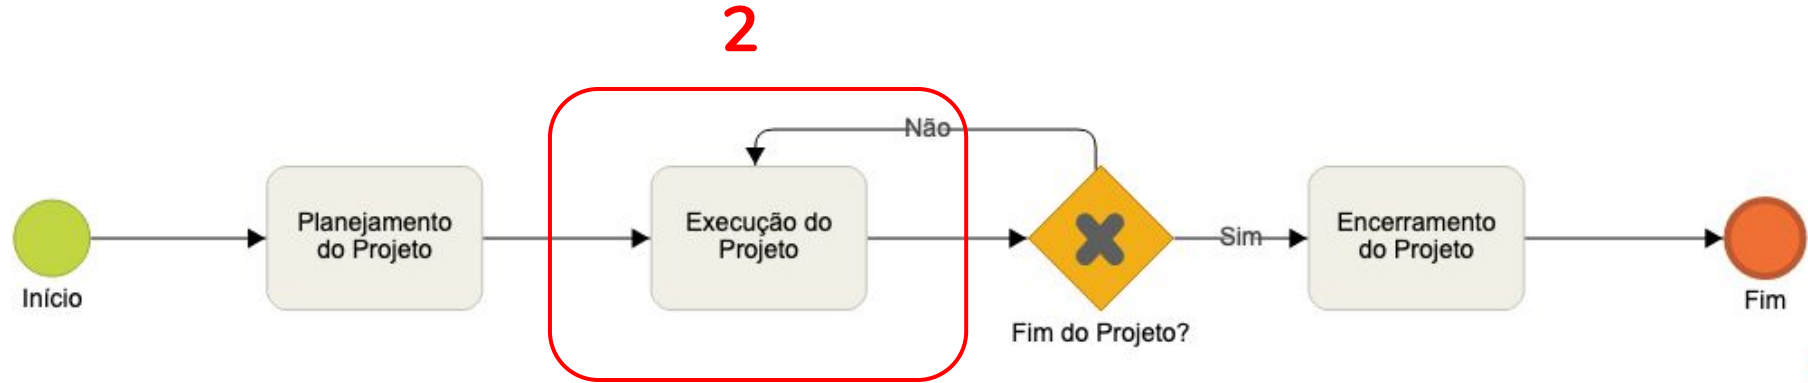 2
Não
Início
Planejamento
do Projeto
Execução do
Projeto
Fim do Projeto?
Sim
Encerramento
do Projeto
Fim